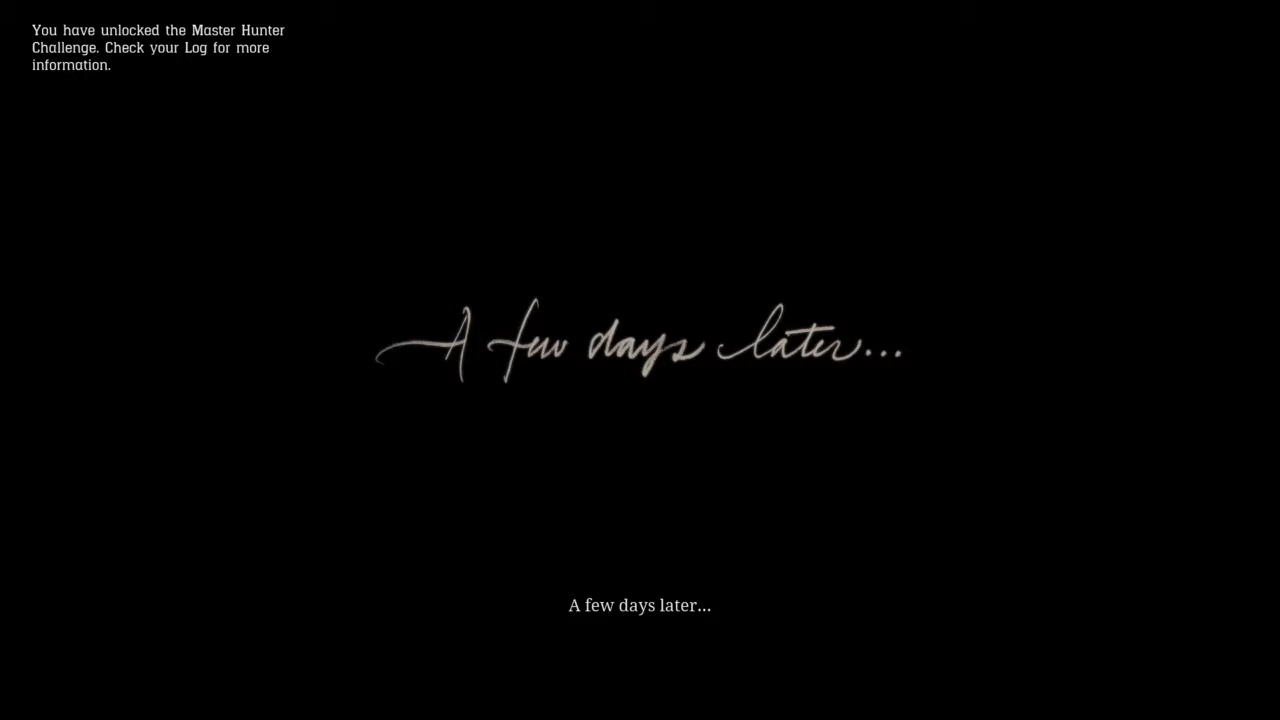 You have unlocked the Master Hunter
Challenge. Check your Log for more
information.
A few days later...
A few days later...